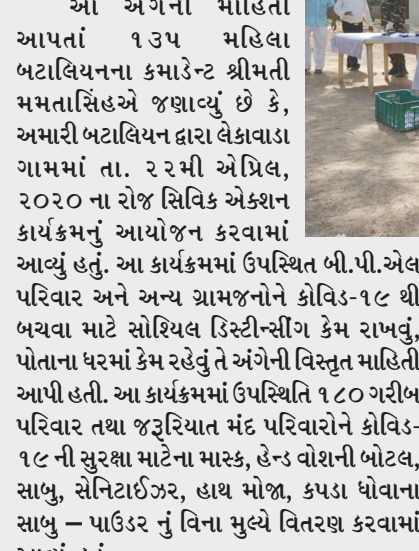 આ અંગેની માહિતી
આપતાં ૧૩૫ મહિલા
બટાલિયનના કમાડેન્ટ શ્રીમતી
મમતાસિંહએ જણાવ્યું છે કે,
અમારી બટાલિયન દ્વારા લેકાવાડા
ગામમાં તા. ૨૨મી એપ્રિલ,
૨૦૨૦ ના રોજ સિવિક એક્શન
કાર્યક્રમનું આયોજન કરવામાં
આવ્યું હતું. આ કાર્યક્રમમાં ઉપસ્થિત બી.પી.એલ
પરિવાર અને અન્ય ગ્રામજનોને કોવિડ-૧૯ થી
બચવા માટે સોશ્યિલ ડિસ્ટીન્સીંગ કેમ રાખવું,
પોતાના ધરમાં કેમ રહેવું તે અંગેની વિસ્તૃત માહિતી
આપી હતી. આ કાર્યક્રમમાં ઉપસ્થિતિ ૧૮૦ ગરીબ
પરિવાર તથા જરૂરિયાત મંદ પરિવારોને કોવિડ-
૧૯ ની સુરક્ષા માટેના માસ્ક, હેન્ડ વોશની બોટલ,
સાબુ, સેનિટાઈઝર, હાથ મોજા, કપડા ધોવાના
સાબુ – પાઉડર નું વિના મુલ્યે વિતરણ કરવામાં